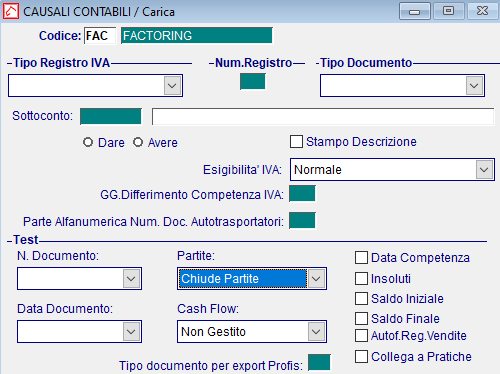 CAUSALI CONTABILI / Carica
Codice: FAC FACTORING
Tipo Registro IVA Num.Registro Tipo Documento
Sottoconto:
Dare Avere Stampo Descrizione
Esigibilita' IVA: Normale
GG.Differimento Competenza IVA:
Parte Alfanumerica Num. Doc. Autotrasportatori:
Test
N. Documento: Partite: Data Competenza
Chiude Partite Insoluti
Saldo Iniziale
Data Documento: Cash Flow: Saldo Finale
Non Gestito Autof.Reg.Vendite
Collega a Pratiche
Tipo documento per export Profis: